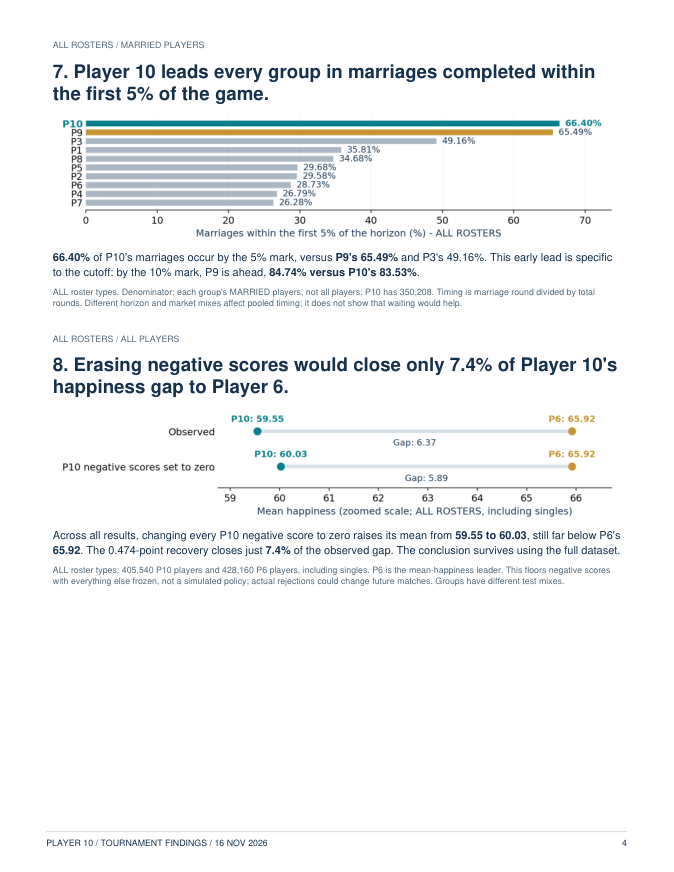 ALL ROSTERS / MARRIED PLAYERS
7. Player 10 leads every group in marriages completed within
the first 5% of the game.
P10 66.40%
P9 65.49%
P3 49.16%
P1 35.81%
P8 34.68%
P5 29.68%
P2 29.58%
P6 28.73%
P4 26.79%
P7 26.28%
0 10 20 30 40 50 60 70
Marriages within the first 5% of the horizon (%) - ALL ROSTERS
66.40% of P10's marriages occur by the 5% mark, versus P9's 65.49% and P3's 49.16%. This early lead is specific
to the cutoff: by the 10% mark, P9 is ahead, 84.74% versus P10's 83.53%.
ALL roster types. Denominator: each group's MARRIED players, not all players; P10 has 350,208. Timing is marriage round divided by total
rounds. Different horizon and market mixes affect pooled timing; it does not show that waiting would help.
ALL ROSTERS / ALL PLAYERS
8. Erasing negative scores would close only 7.4% of Player 10's
happiness gap to Player 6.
P10: 59.55 P6: 65.92
Observed
Gap: 6.37
P10: 60.03 P6: 65.92
P10 negative scores set to zero
Gap: 5.89
59 60 61 62 63 64 65 66
Mean happiness (zoomed scale; ALL ROSTERS, including singles)
Across all results, changing every P10 negative score to zero raises its mean from 59.55 to 60.03, still far below P6's
65.92. The 0.474-point recovery closes just 7.4% of the observed gap. The conclusion survives using the full dataset.
ALL roster types: 405,540 P10 players and 428,160 P6 players, including singles. P6 is the mean-happiness leader. This floors negative scores
with everything else frozen, not a simulated policy; actual rejections could change future matches. Groups have different test mixes.
PLAYER 10 / TOURNAMENT FINDINGS / 16 NOV 2026 4